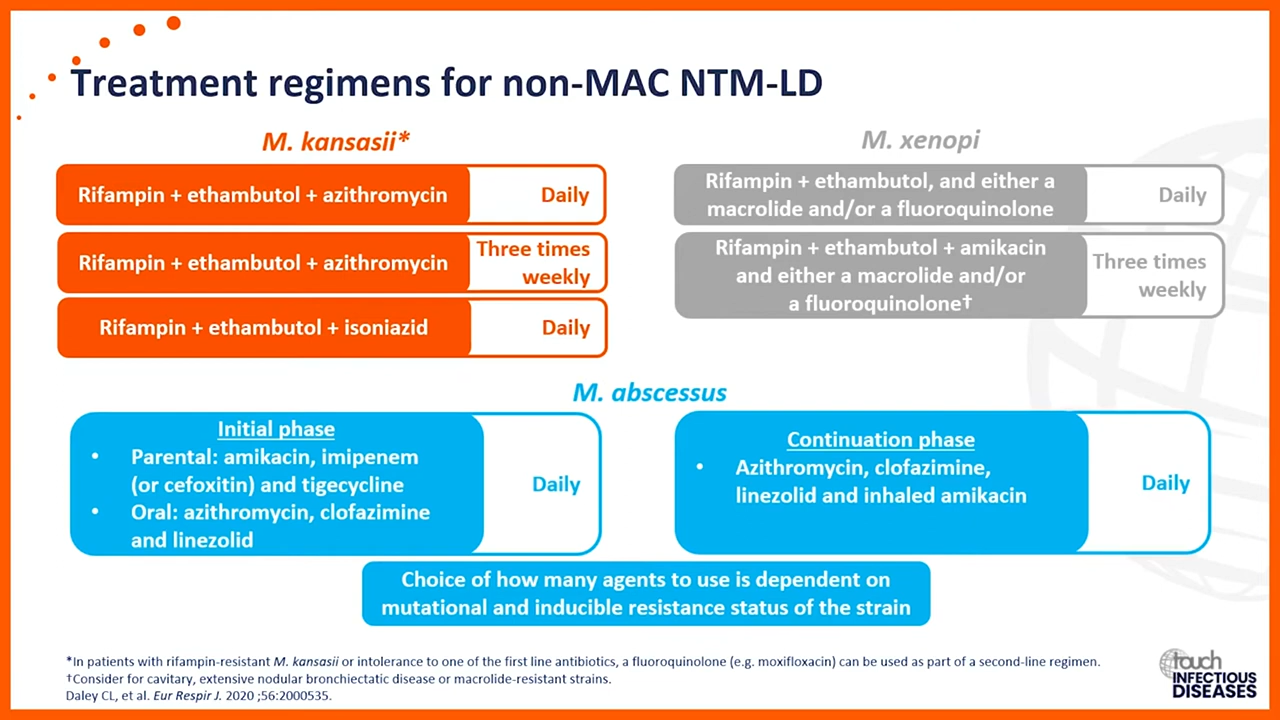 Treatment regimens for non-MAC NTM-LD
M. kansasii*
Rifampin + ethambutol + azithromycin
Daily
Rifampin + ethambutol + azithromycin
Three times
weekly
Rifampin + ethambutol + isoniazid
Daily
M. xenopi
Rifampin + ethambutol, and either a
macrolide and/or a fluoroquinolone
Daily
Rifampin + ethambutol + amikacin
and either a macrolide and/or
a fluoroquinolone†
Three times
weekly
M. abscessus
Initial phase
• Parental: amikacin, imipenem
(or cefoxitin) and tigecycline
• Oral: azithromycin, clofazimine
and linezolid
Daily
Continuation phase
• Azithromycin, clofazimine,
linezolid and inhaled amikacin
Daily
Choice of how many agents to use is dependent on
mutational and inducible resistance status of the strain
*In patients with rifampin-resistant M. kansasii or intolerance to one of the first line antibiotics, a fluoroquinolone (e.g. moxifloxacin) can be used as part of a second-line regimen.
†Consider for cavitary, extensive nodular bronchiectatic disease or macrolide-resistant strains.
Daley CL, et al. Eur Respir J. 2020 ;56:2000535.
touch
INFECTIOUS
DISEASES